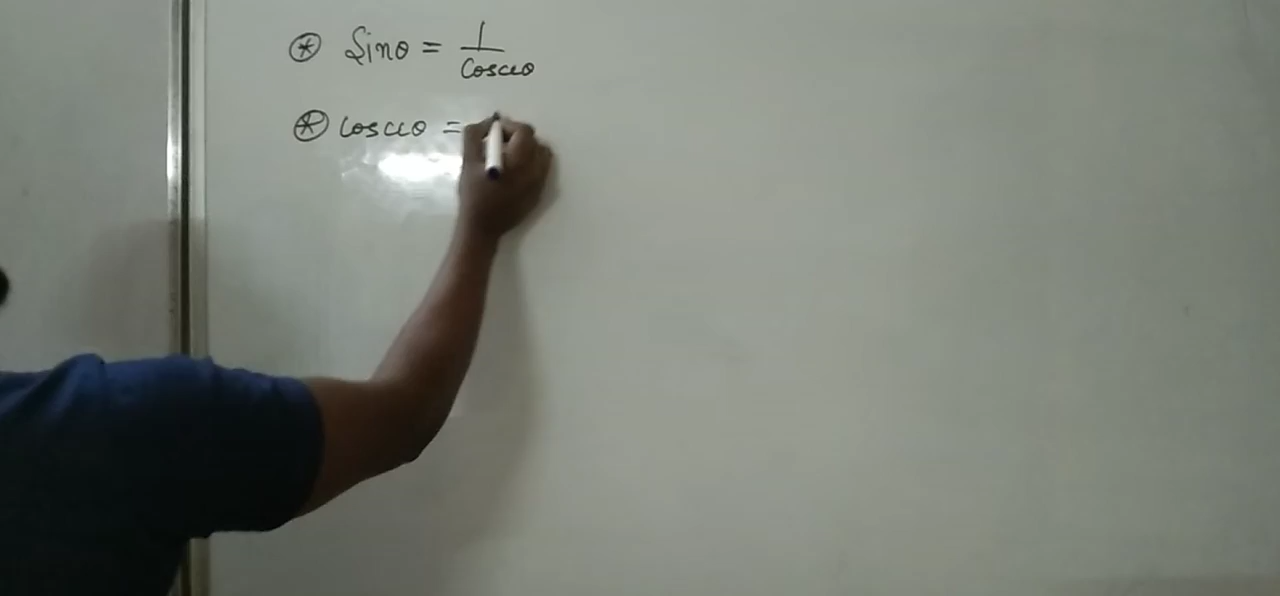 ⊛ Sinθ = 1/Cosecθ
⊛ Cosecθ =